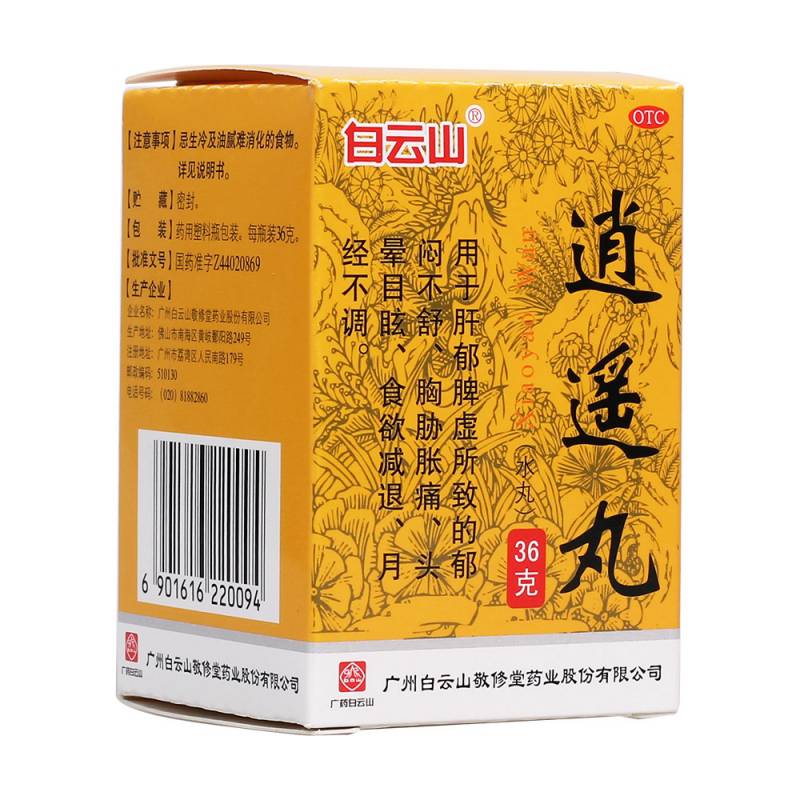 【注意事项】忌生冷及油腻难消化的食物。
详见说明书。
【贮 藏】密封。
【包 装】药用塑料瓶包装。每瓶装36克。
【批准文号】国药准字Z44020869
【生产企业】
企业名称：广州白云山敬修堂药业股份有限公司
生产地址：佛山市南海区黄岐鄱阳路249号
注册地址：广州市荔湾区人民南路179号
邮政编码：510130
电话号码：(020) 81882860
6 901616 220094
广药白云山
广州白云山敬修堂药业股份有限公司
白云山®
OTC
逍遥丸
（水丸）
36克
用于肝郁脾虚所致的郁
闷不舒、胸胁胀痛、头
晕目眩、食欲减退、月
经不调。
广药白云山
广州白云山敬修堂药业股份有限公司